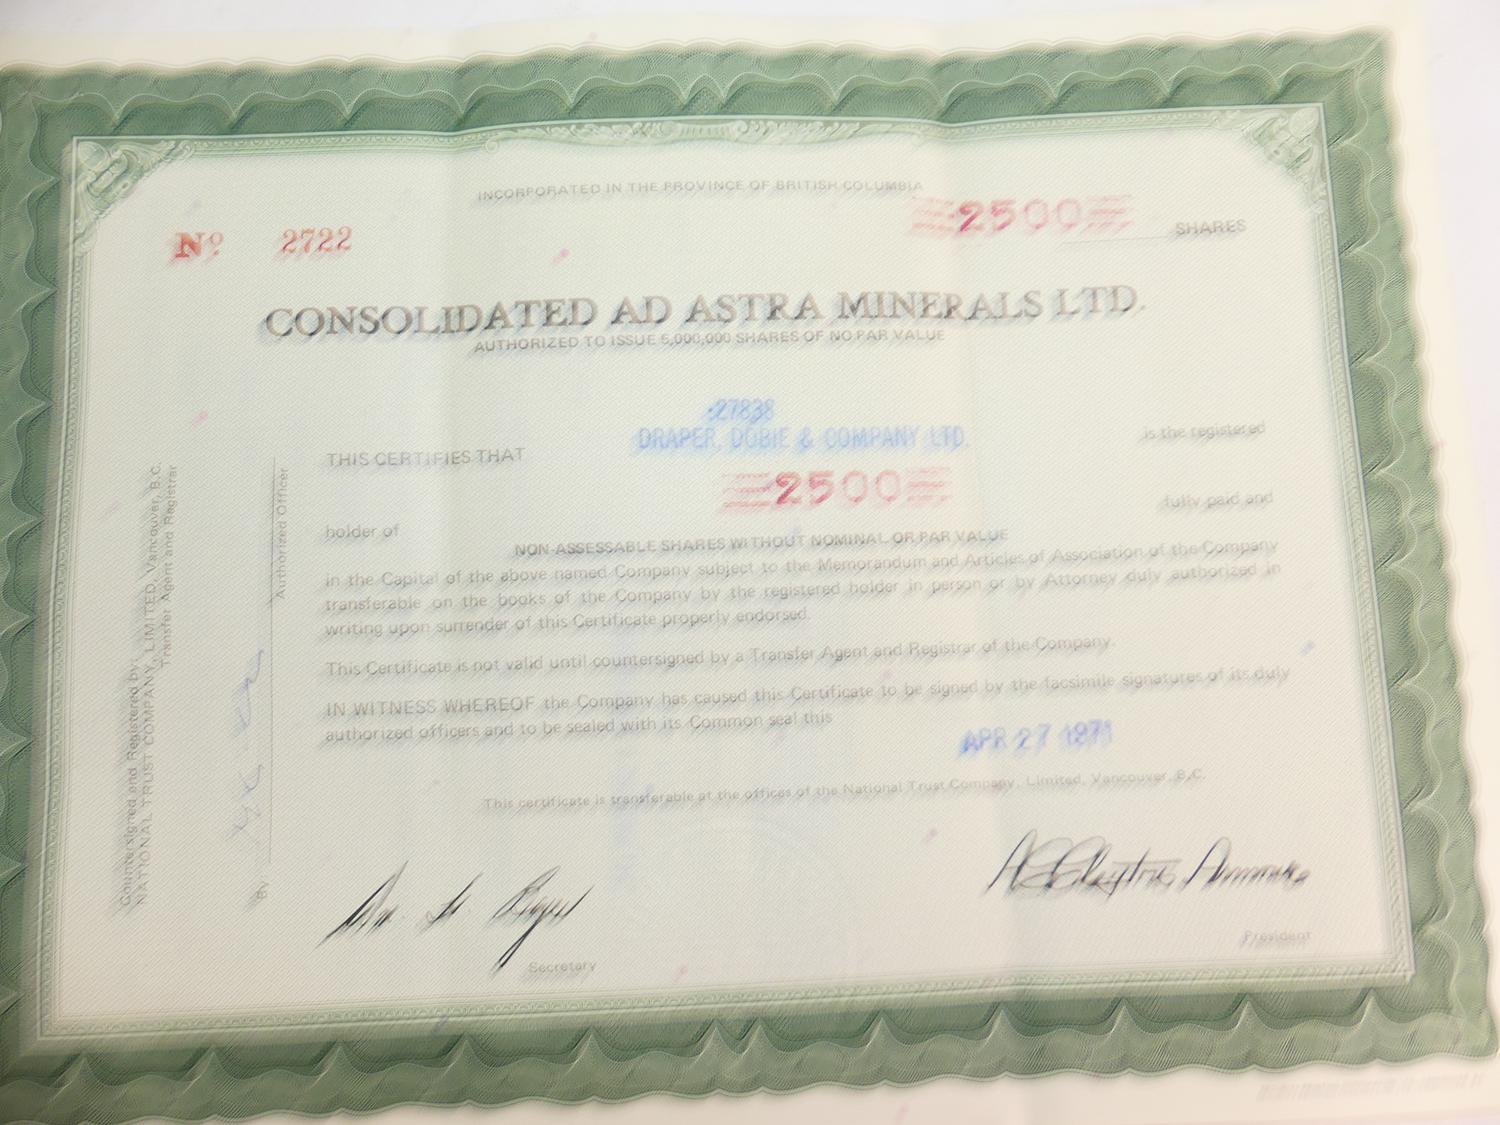 INCORPORATED IN THE PROVINCE OF BRITISH COLUMBIA
Nº 2722
2500 SHARES
CONSOLIDATED AD ASTRA MINERALS LTD.
AUTHORIZED TO ISSUE 5,000,000 SHARES OF NO PAR VALUE
27838
DRAPER, DOBIE & COMPANY LTD.
THIS CERTIFIES THAT is the registered
2500
holder of fully paid and
NON-ASSESSABLE SHARES WITHOUT NOMINAL OR PAR VALUE
in the Capital of the above named Company subject to the Memorandum and Articles of Association of the Company
transferable on the books of the Company by the registered holder in person or by Attorney duly authorized in
writing upon surrender of this Certificate properly endorsed.
This Certificate is not valid until countersigned by a Transfer Agent and Registrar of the Company.
IN WITNESS WHEREOF the Company has caused this Certificate to be signed by the facsimile signatures of its duly
authorized officers and to be sealed with its Common seal this
APR 27 1971
This certificate is transferable at the offices of the National Trust Company, Limited, Vancouver, B.C.
Secretary
President
Countersigned and Registered by:
NATIONAL TRUST COMPANY, LIMITED, Vancouver, B.C.
Transfer Agent and Registrar
By:
Authorized Officer